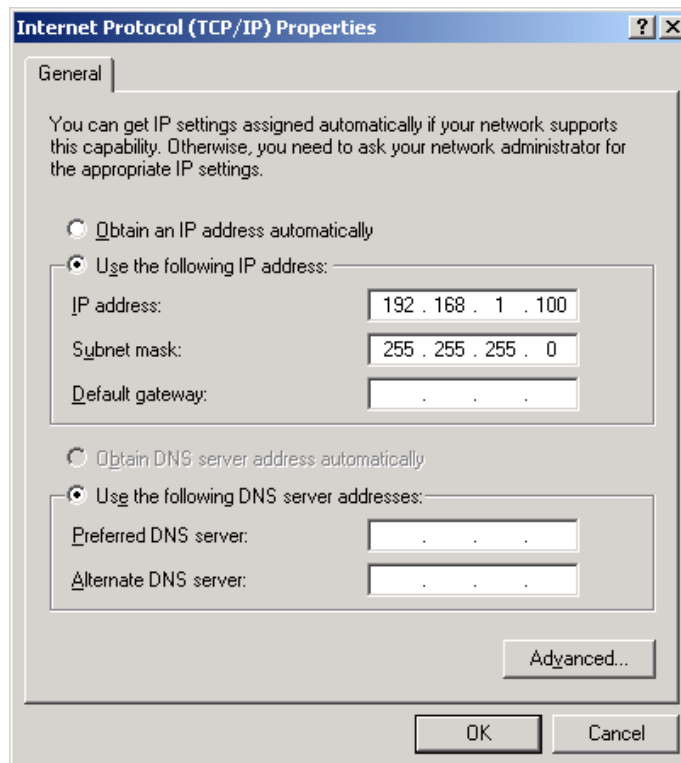 Internet Protocol (TCP/IP) Properties
General
You can get IP settings assigned automatically if your network supports
this capability. Otherwise, you need to ask your network administrator for
the appropriate IP settings.
Obtain an IP address automatically
Use the following IP address:
IP address: 192 . 168 . 1 . 100
Subnet mask: 255 . 255 . 255 . 0
Default gateway: . . .
Obtain DNS server address automatically
Use the following DNS server addresses:
Preferred DNS server: . . .
Alternate DNS server: . . .
Advanced...
OK Cancel